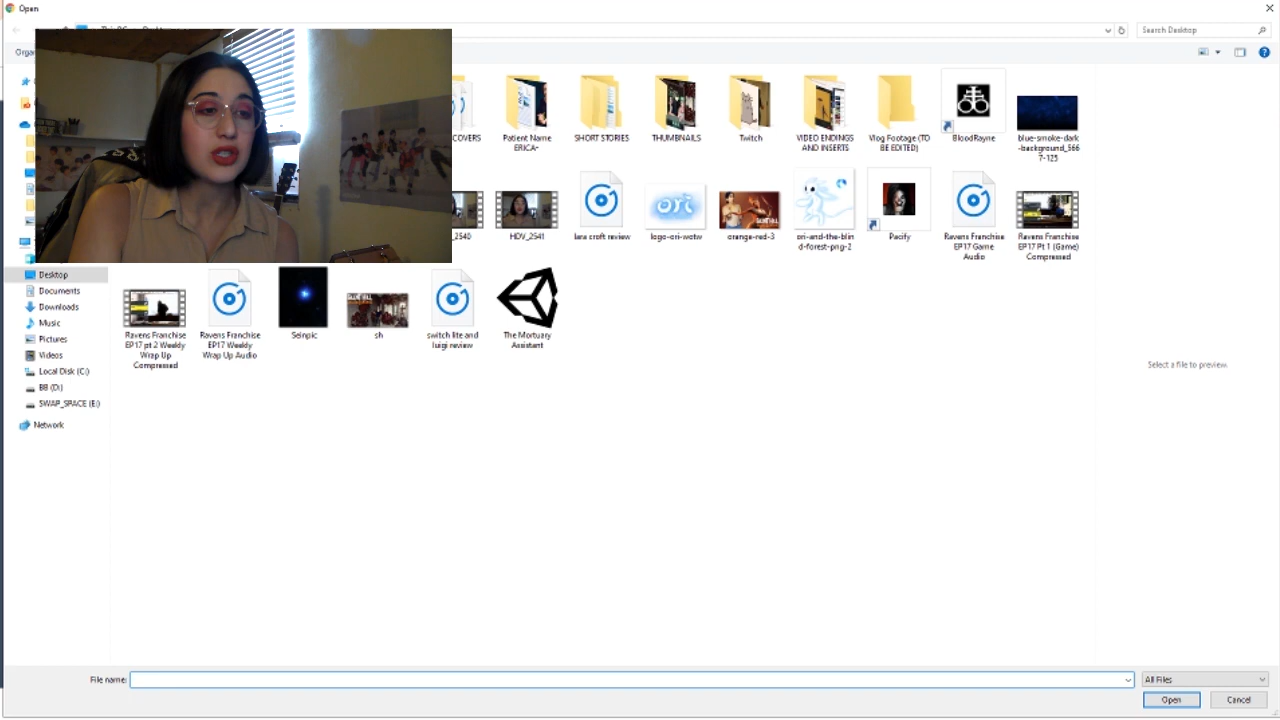 Open
Search Desktop
COVERS
Patient Name
ERICA-
SHORT STORIES
THUMBNAILS
Twitch
VIDEO ENDINGS
AND INSERTS
Vlog Footage (TO
BE EDITED)
BloodRayne
blue-smoke-dark
-background_566
7-125
_2540
HDV_2541
lara croft review
logo-ori-wotw
orange-red-3
ori-and-the-blin
d-forest-png-2
Pacify
Ravens Franchise
EP17 Game
Audio
Ravens Franchise
EP17 Pt 1 (Game)
Compressed
Desktop
Documents
Downloads
Music
Pictures
Videos
Local Disk (C:)
BB (D:)
SWAP_SPACE (E:)
Network
Ravens Franchise
EP17 pt 2 Weekly
Wrap Up
Compressed
Ravens Franchise
EP17 Weekly
Wrap Up Audio
Seinpic
sh
switch lite and
luigi review
The Mortuary
Assistant
Select a file to preview.
File name:
All Files
Open
Cancel